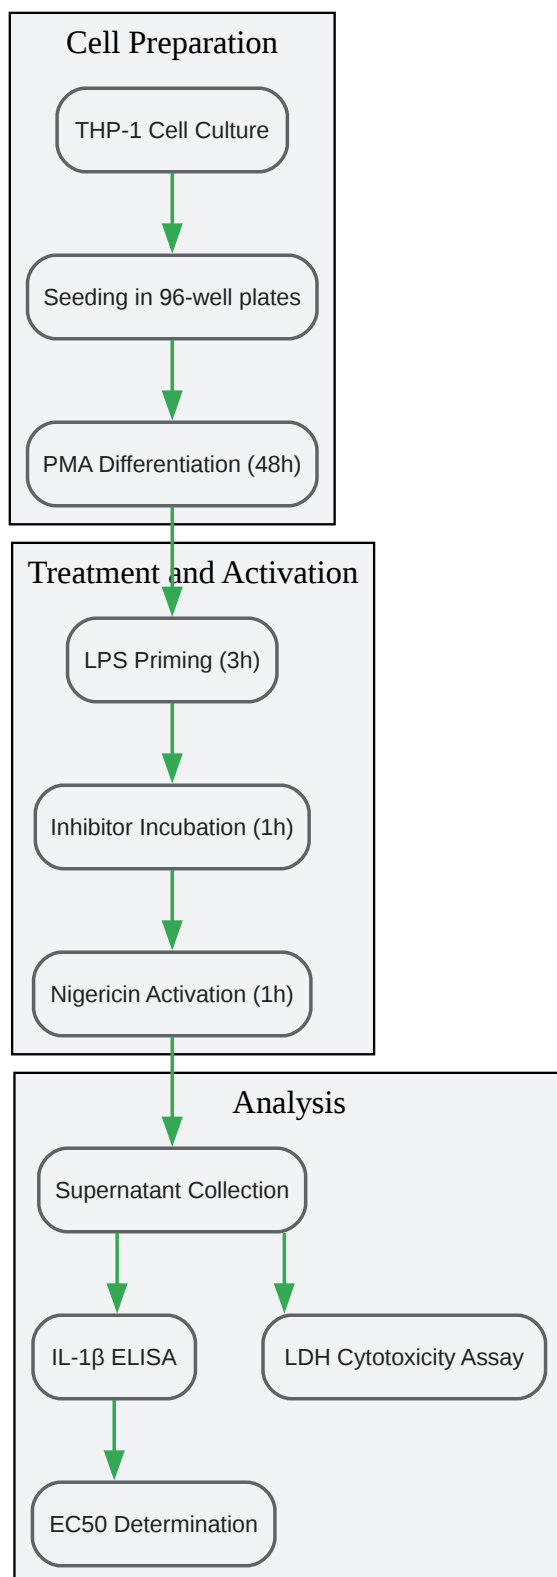 Cell Preparation
THP-1 Cell Culture
Seeding in 96-well plates
PMA Differentiation (48h)
Treatment and Activation
LPS Priming (3h)
Inhibitor Incubation (1h)
Nigericin Activation (1h)
Analysis
Supernatant Collection
IL-1β ELISA
LDH Cytotoxicity Assay
EC50 Determination